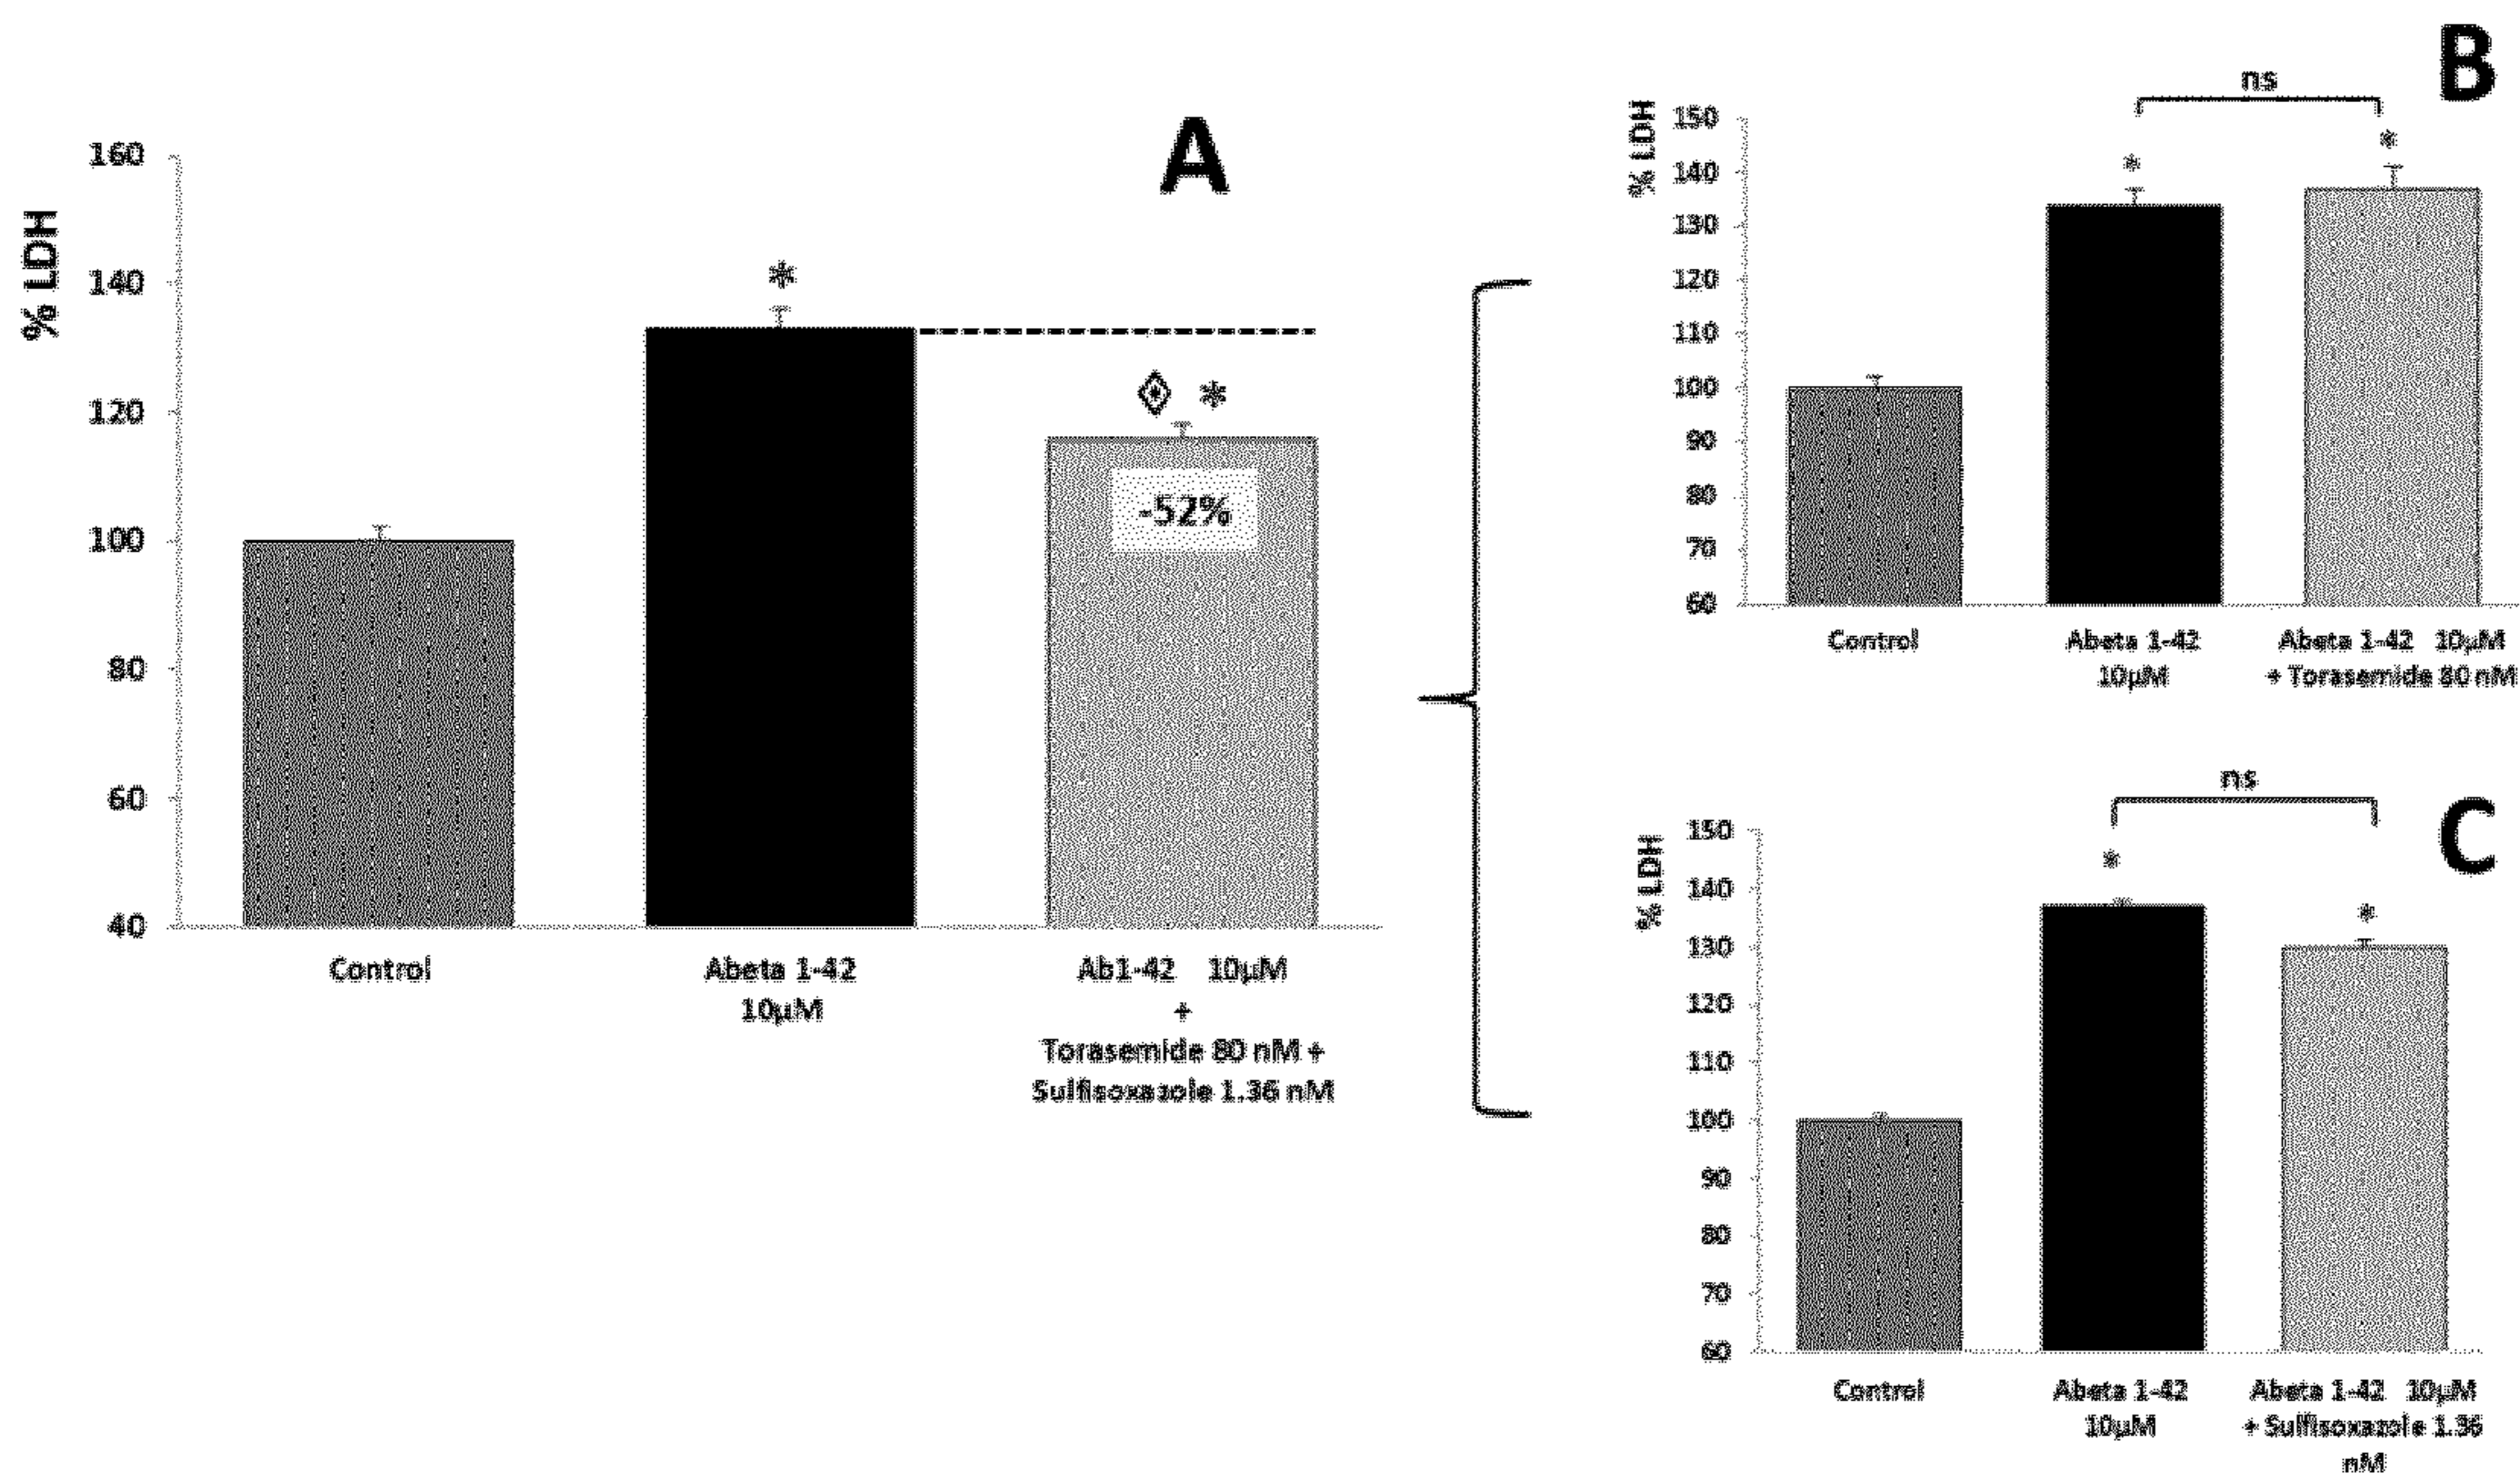 A
% LDH
160
140
120
100
80
60
40
*
*
-52%
Control
Abeta 1-42
10µM
Ab1-42 10µM
+
Torasemide 80 nM +
Sulfisoxazole 1.36 nM
B
ns
% LDH
150
140
130
120
110
100
90
80
70
60
*
*
Control
Abeta 1-42
10µM
Abeta 1-42 10µM
+ Torasemide 80 nM
C
ns
% LDH
150
140
130
120
110
100
90
80
70
60
*
*
Control
Abeta 1-42
10µM
Abeta 1-42 10µM
+ Sulfisoxazole 1.36
nM